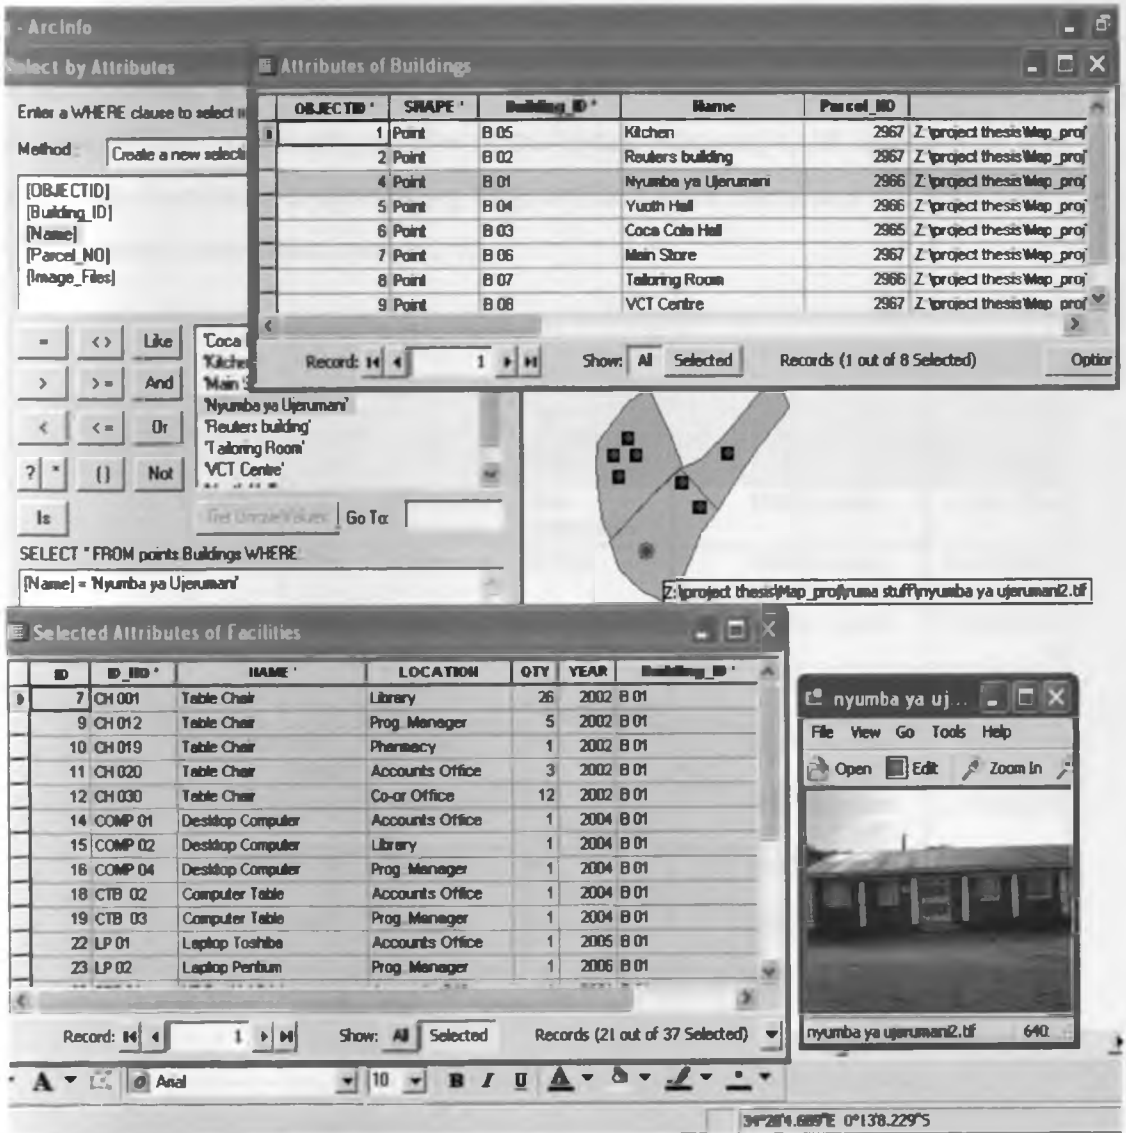 - ArcInfo
Select by Attributes
Enter a WHERE clause to select
Method : Create a new selecti
[OBJECTID]
[Building_ID]
[Name]
[Parcel_NO]
[Image_Files]
= < > Like
> > = And
< < = Or
? * () Not
Is
'Coca
'Kitche
'Main S
'Nyumba ya Ujerumani'
'Reuters building'
'Tailoring Room'
'VCT Centre'
Get Unique Values Go To:
SELECT * FROM points Buildings WHERE:
[Name] = 'Nyumba ya Ujerumani'
Attributes of Buildings
OBJECTID * SHAPE * Building_ID * Name Parcel_NO
1 Point B 05 Kitchen 2967 Z:\project thesis\Map_proj'
2 Point B 02 Reuters building 2967 Z:\project thesis\Map_proj'
4 Point B 01 Nyumba ya Ujerumani 2966 Z:\project thesis\Map_proj'
5 Point B 04 Yuoth Hall 2966 Z:\project thesis\Map_proj'
6 Point B 03 Coca Cola Hall 2965 Z:\project thesis\Map_proj'
7 Point B 06 Main Store 2967 Z:\project thesis\Map_proj'
8 Point B 07 Tailoring Room 2966 Z:\project thesis\Map_proj
9 Point B 08 VCT Centre 2967 Z:\project thesis\Map_proj
Record: 1 Show: All Selected Records (1 out of 8 Selected) Option
Z:\project thesis\Map_proj\ruma stuff\nyumba ya ujerumani2.tif
Selected Attributes of Facilities
ID ID_NO * NAME * LOCATION QTY YEAR Building_ID *
7 CH 001 Table Chair Library 26 2002 B 01
9 CH 012 Table Chair Prog. Manager 5 2002 B 01
10 CH 019 Table Chair Pharmacy 1 2002 B 01
11 CH 020 Table Chair Accounts Office 3 2002 B 01
12 CH 030 Table Chair Co-or Office 12 2002 B 01
14 COMP 01 Desktop Computer Accounts Office 1 2004 B 01
15 COMP 02 Desktop Computer Library 1 2004 B 01
16 COMP 04 Desktop Computer Prog. Manager 1 2004 B 01
18 CTB 02 Computer Table Accounts Office 1 2004 B 01
19 CTB 03 Computer Table Prog. Manager 1 2004 B 01
22 LP 01 Laptop Toshiba Accounts Office 1 2005 B 01
23 LP 02 Laptop Pentium Prog. Manager 1 2006 B 01
Record: 1 Show: All Selected Records (21 out of 37 Selected)
nyumba ya uj...
File View Go Tools Help
Open Edit Zoom In
nyumba ya ujerumani2.tif 640:
A Arial 10 B I U A
34°28'4.689"E 0°13'8.229"S